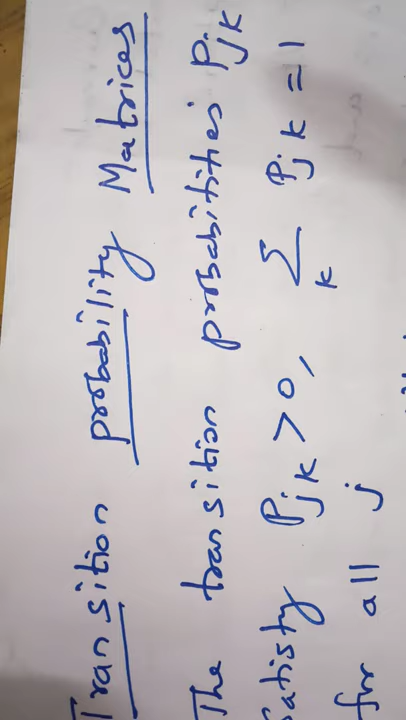 Transition probability Matrices
The transition probabilities Pjk
Satisfy Pjk > 0, Σk Pjk = 1
for all j